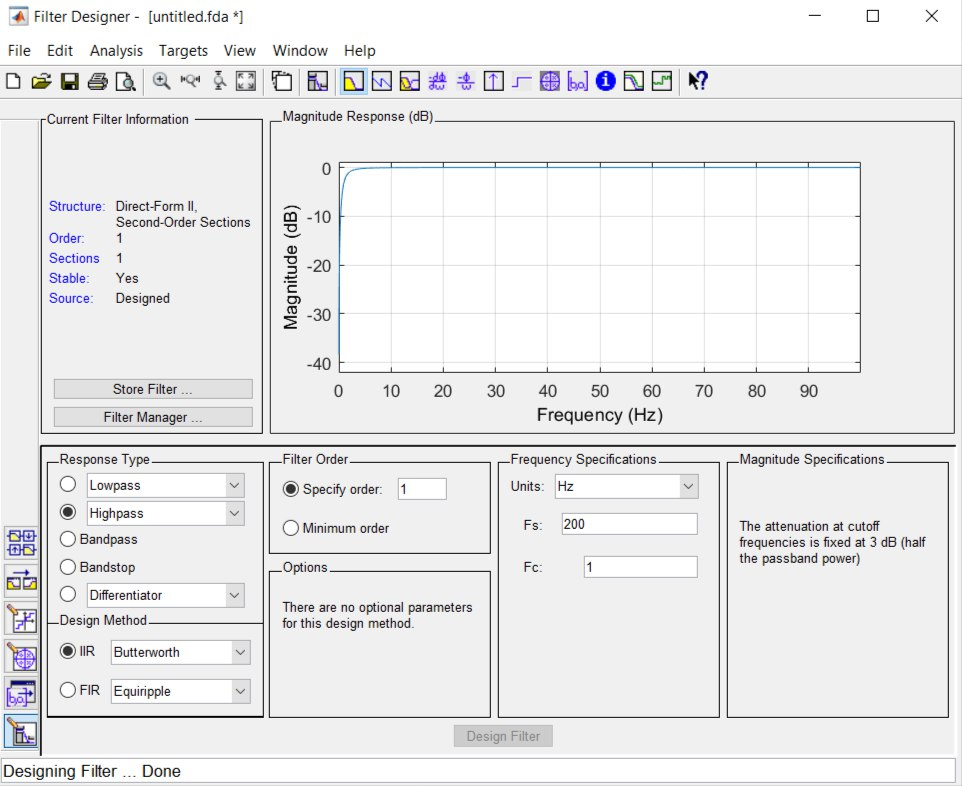 Filter Designer - [untitled.fda *]
File Edit Analysis Targets View Window Help
Current Filter Information
Structure: Direct-Form II,
Second-Order Sections
Order: 1
Sections 1
Stable: Yes
Source: Designed
Store Filter ...
Filter Manager ...
Magnitude Response (dB)
Magnitude (dB)
0
-10
-20
-30
-40
0 10 20 30 40 50 60 70 80 90
Frequency (Hz)
Response Type
Lowpass
Highpass
Bandpass
Bandstop
Differentiator
Design Method
IIR Butterworth
FIR Equiripple
Filter Order
Specify order: 1
Minimum order
Options
There are no optional parameters
for this design method.
Frequency Specifications
Units: Hz
Fs: 200
Fc: 1
Magnitude Specifications
The attenuation at cutoff
frequencies is fixed at 3 dB (half
the passband power)
Design Filter
Designing Filter ... Done